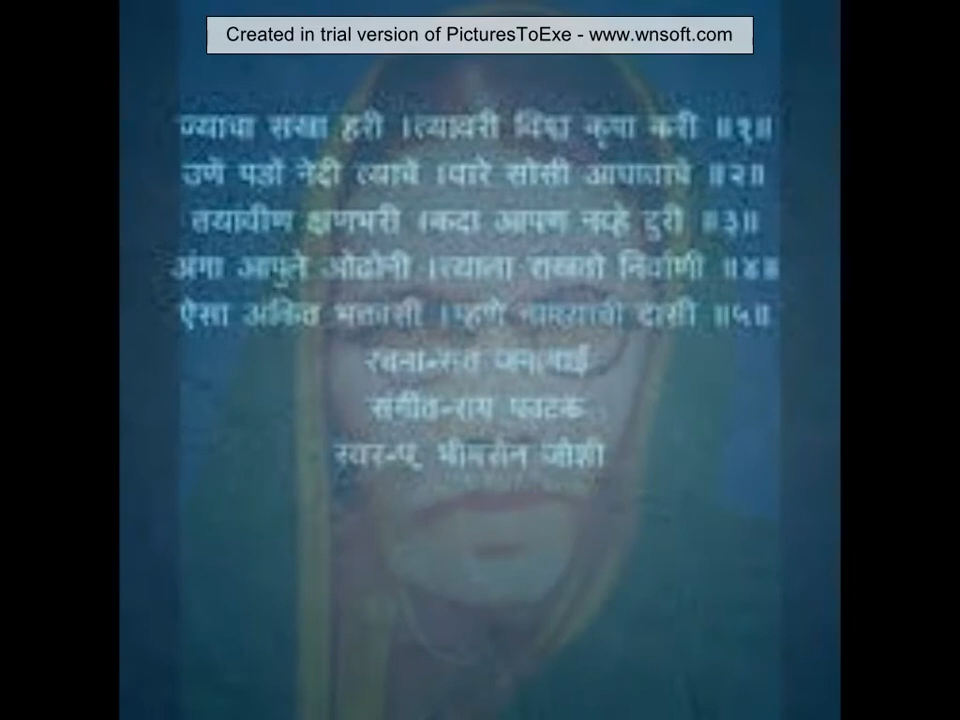 Created in trial version of PicturesToExe - www.wnsoft.com
ज्याचा सखा हरी ।त्यावरी विश्व कृपा करी ॥१॥
उणे पडो नेदी त्याचे ।वारे सोसी आघाताचे ॥२॥
तयावीण क्षणभरी ।कदा आपण नव्हे दुरी ॥३॥
अंगा आपुले ओढोनी ।त्याला राखतो निर्वाणी ॥४॥
ऐसा अंकित भक्तासी ।म्हणे नामयाची दासी ॥५॥
रचना-संत जनाबाई
संगीत-राम फाटक
स्वर-पं. भीमसेन जोशी